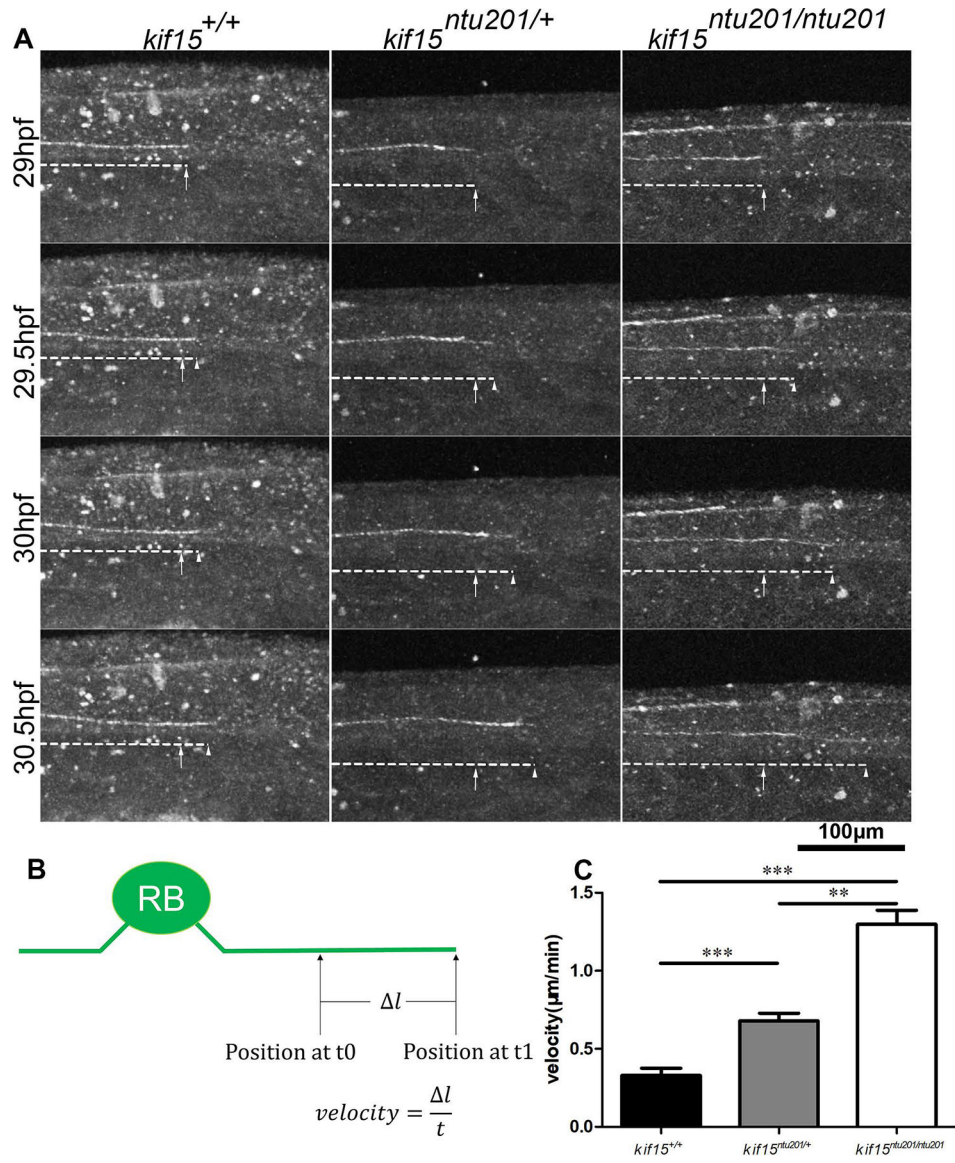 A
kif15+/+
kif15ntu201/+
kif15ntu201/ntu201
29hpf
29.5hpf
30hpf
30.5hpf
100µm
B
RB
Δl
Position at t0
Position at t1
velocity = Δl/t
C
***
**
***
velocity(µm/min)
1.5
1.0
0.5
0.0
kif15+/+
kif15ntu201/+
kif15ntu201/ntu201